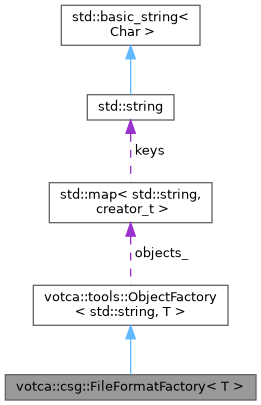 std::basic_string<
Char >
std::string
keys
std::map< std::string,
creator_t >
objects_
votca::tools::ObjectFactory
< std::string, T >
votca::csg::FileFormatFactory< T >